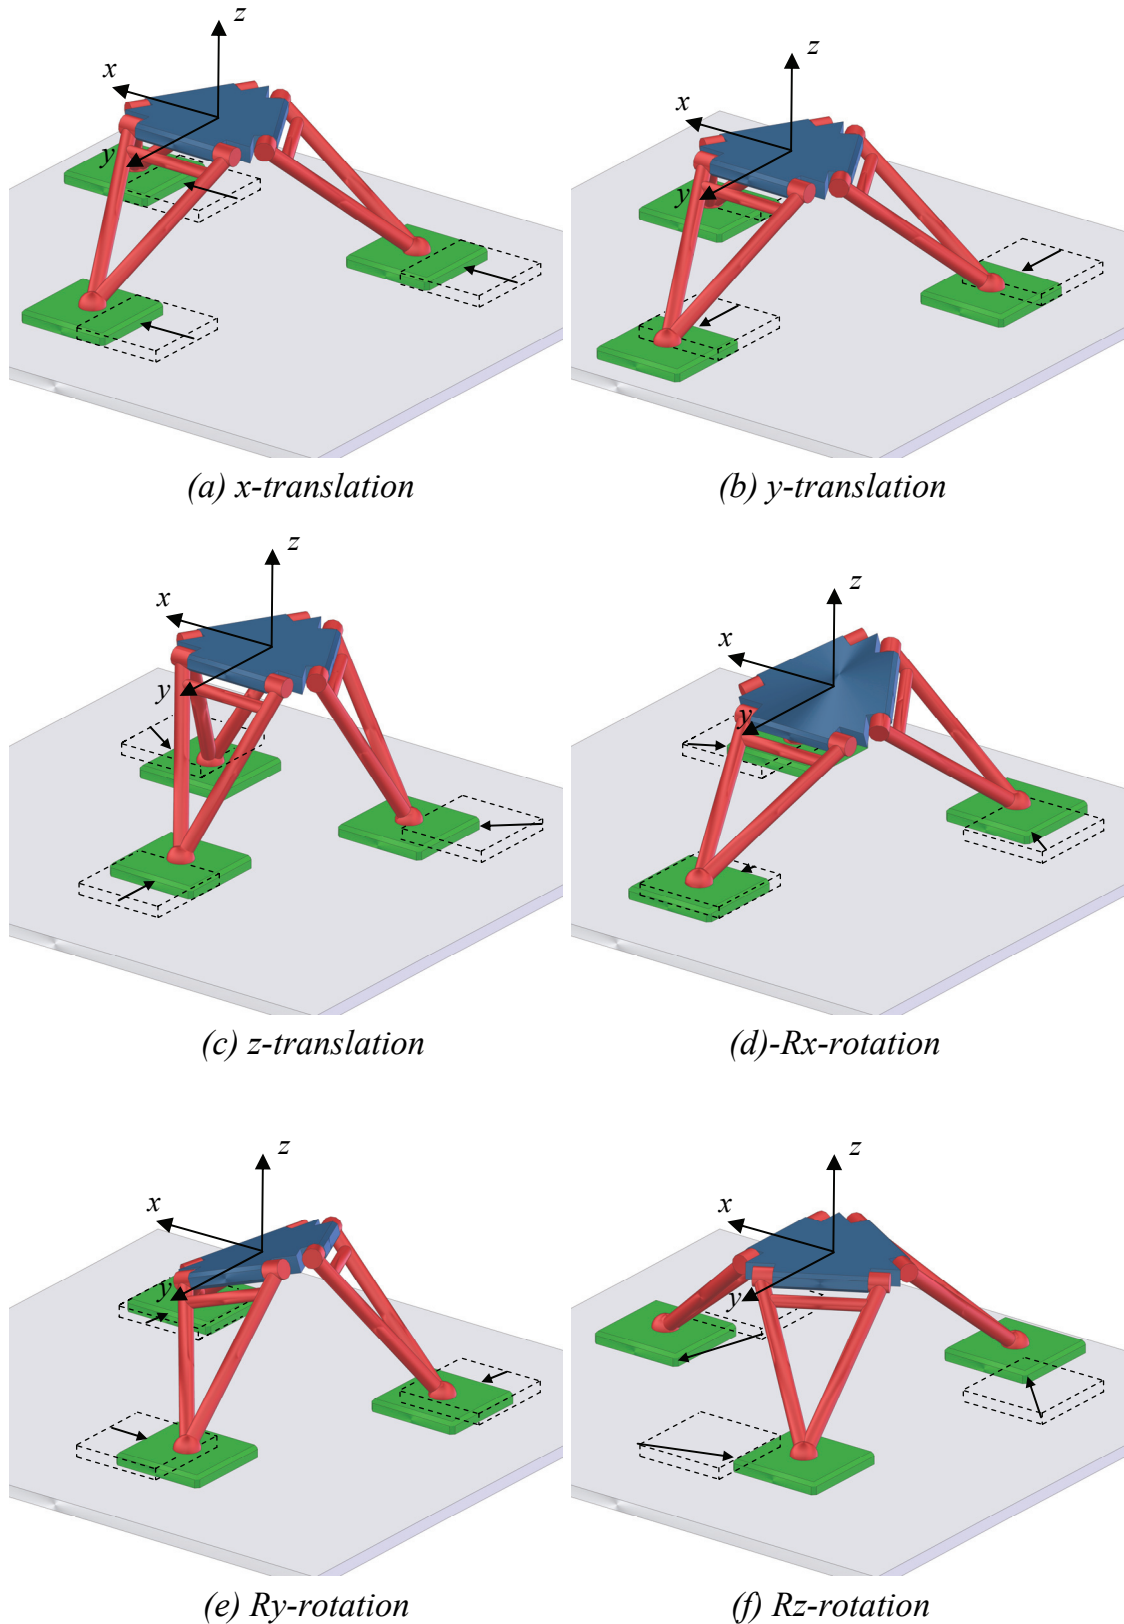 z
x
y
z
x
y
(a) x-translation
(b) y-translation
z
x
y
z
x
y
(c) z-translation
(d)-Rx-rotation
z
x
y
z
x
y
(e) Ry-rotation
(f) Rz-rotation